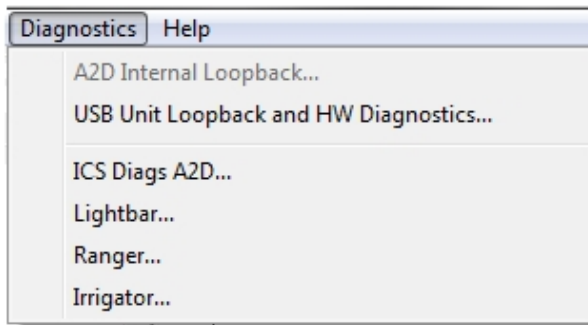 Diagnostics Help
A2D Internal Loopback...
USB Unit Loopback and HW Diagnostics...
ICS Diags A2D...
Lightbar...
Ranger...
Irrigator...